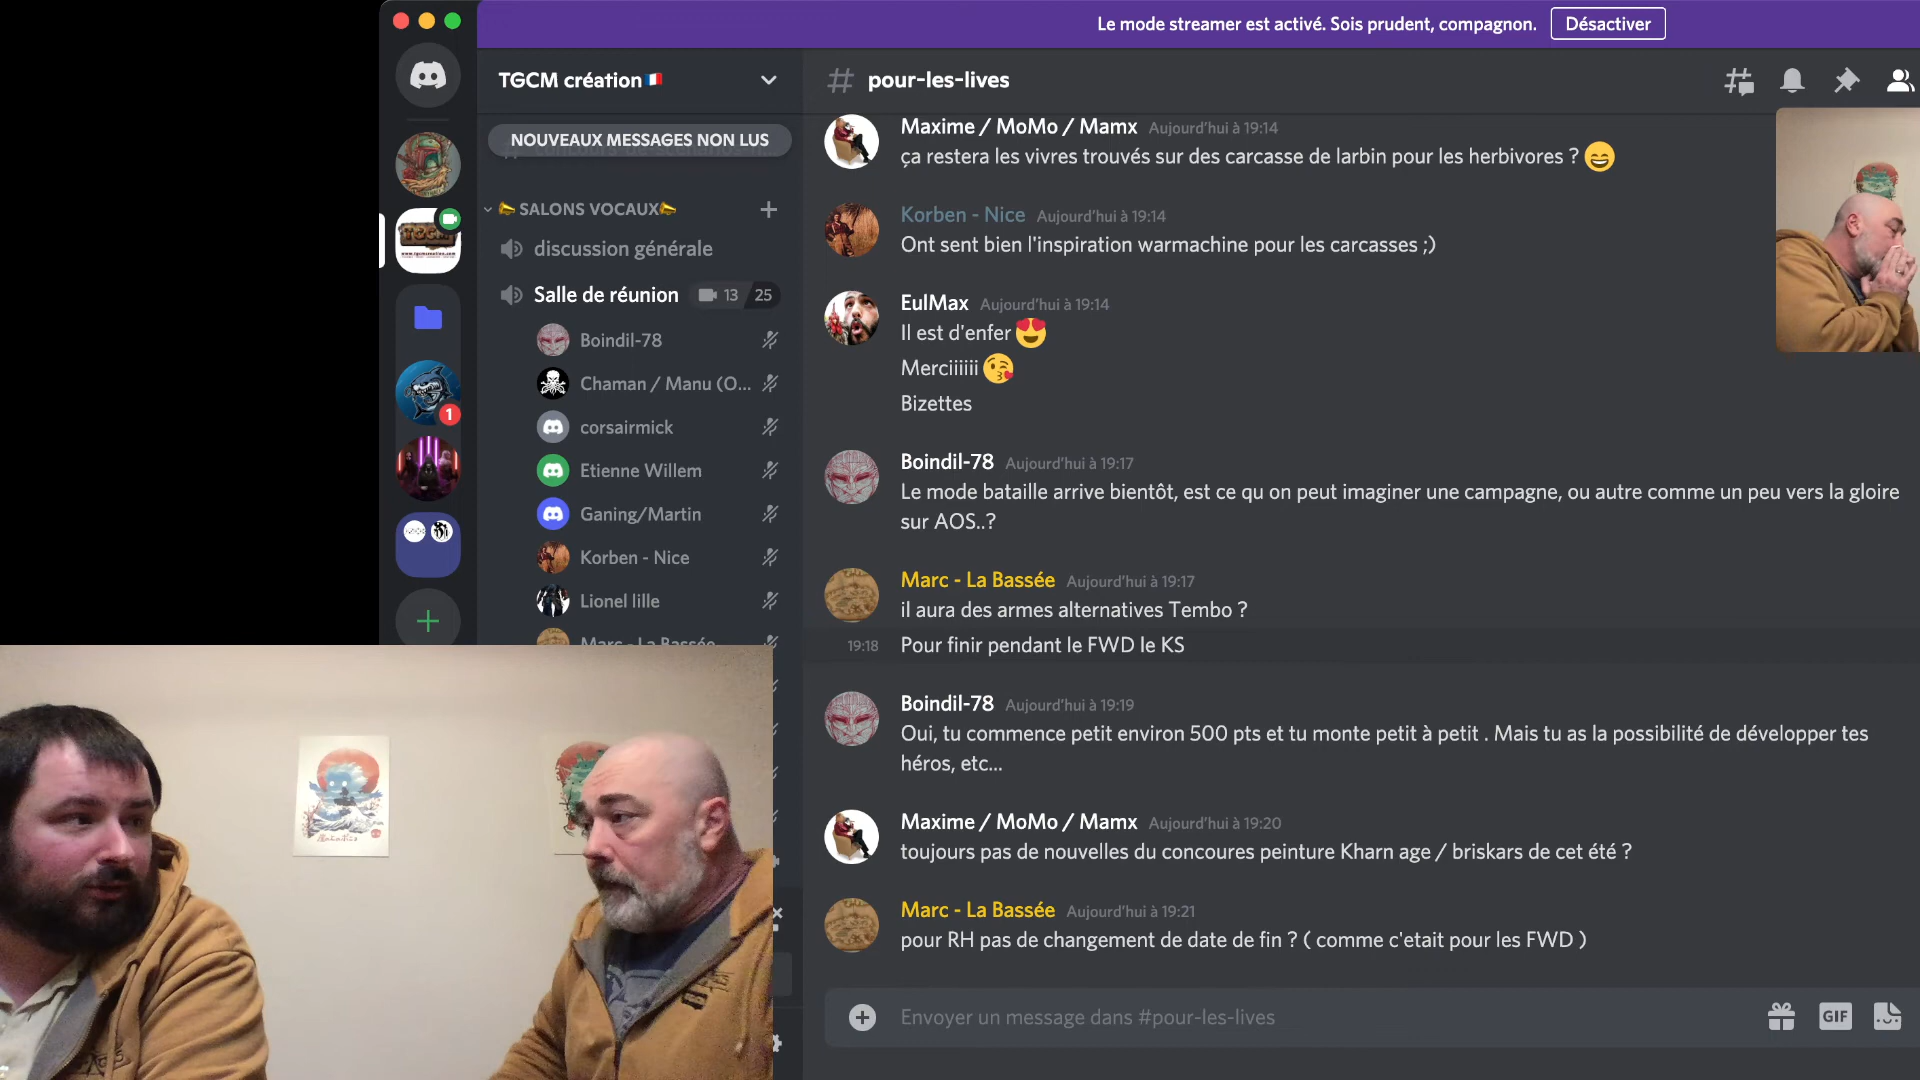 Le mode streamer est activé. Sois prudent, compagnon.
Désactiver
TGCM création
pour-les-lives
NOUVEAUX MESSAGES NON LUS
SALONS VOCAUX
discussion générale
Salle de réunion 13 25
Boindil-78
Chaman / Manu (O...
corsairmick
Etienne Willem
Ganing/Martin
Korben - Nice
Lionel lille
Marc - La Bassée
1
Maxime / MoMo / Mamx Aujourd'hui à 19:14
ça restera les vivres trouvés sur des carcasse de larbin pour les herbivores ?
Korben - Nice Aujourd'hui à 19:14
Ont sent bien l'inspiration warmachine pour les carcasses ;)
EulMax Aujourd'hui à 19:14
Il est d'enfer
Merciiiiii
Bizettes
Boindil-78 Aujourd'hui à 19:17
Le mode bataille arrive bientôt, est ce qu on peut imaginer une campagne, ou autre comme un peu vers la gloire
sur AOS..?
Marc - La Bassée Aujourd'hui à 19:17
il aura des armes alternatives Tembo ?
19:18 Pour finir pendant le FWD le KS
Boindil-78 Aujourd'hui à 19:19
Oui, tu commence petit environ 500 pts et tu monte petit à petit . Mais tu as la possibilité de développer tes
héros, etc...
Maxime / MoMo / Mamx Aujourd'hui à 19:20
toujours pas de nouvelles du concoures peinture Kharn age / briskars de cet été ?
Marc - La Bassée Aujourd'hui à 19:21
pour RH pas de changement de date de fin ? ( comme c'etait pour les FWD )
Envoyer un message dans #pour-les-lives
GIF